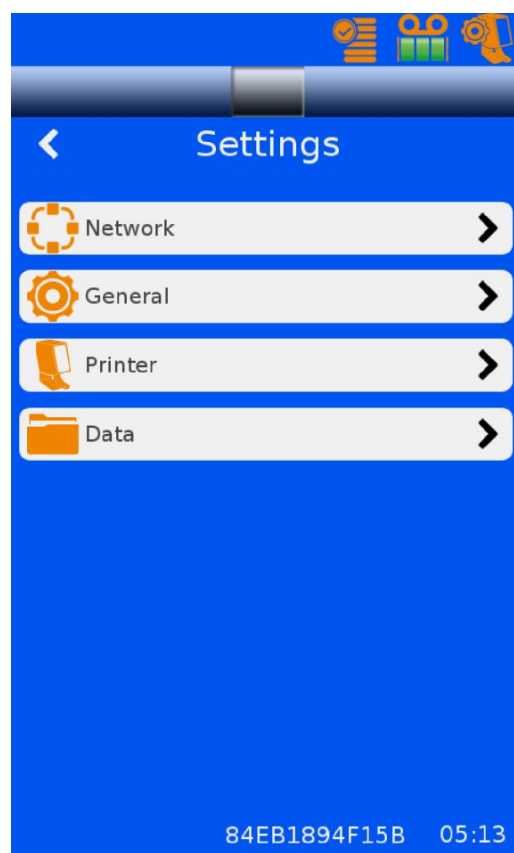 Settings
Network
General
Printer
Data
84EB1894F15B 05:13